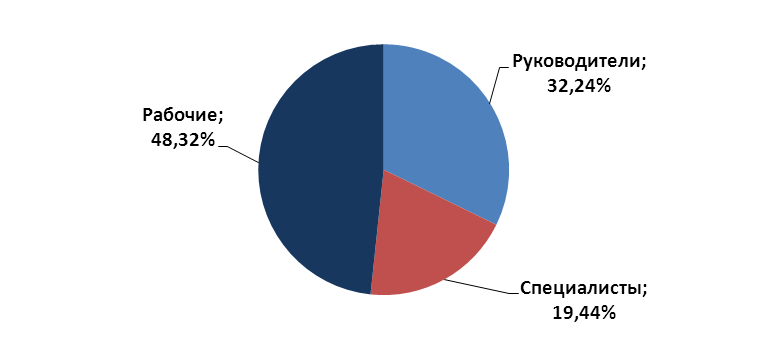 Руководители;
32,24%
Рабочие;
48,32%
Специалисты;
19,44%